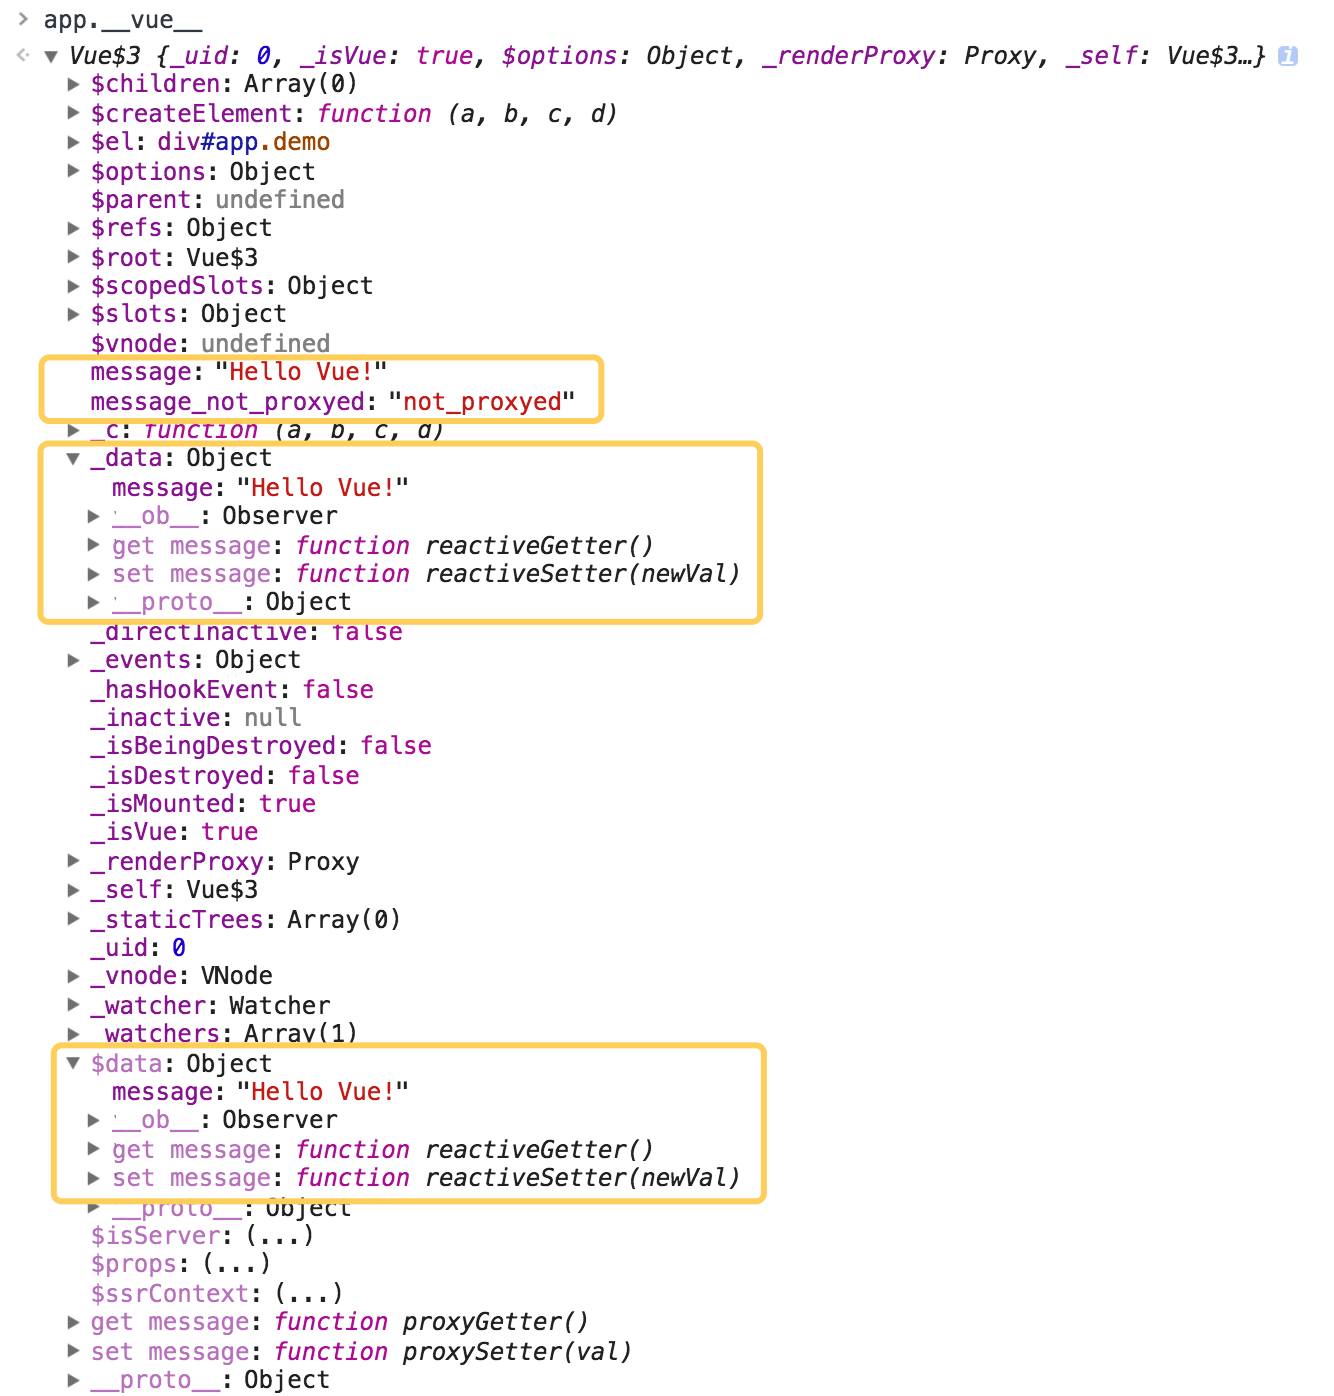 > app.__vue__
Vue$3 {_uid: 0, _isVue: true, $options: Object, _renderProxy: Proxy, _self: Vue$3…}
$children: Array(0)
$createElement: function (a, b, c, d)
$el: div#app.demo
$options: Object
$parent: undefined
$refs: Object
$root: Vue$3
$scopedSlots: Object
$slots: Object
$vnode: undefined
message: "Hello Vue!"
message_not_proxyed: "not_proxyed"
_c: function (a, b, c, d)
_data: Object
message: "Hello Vue!"
__ob__: Observer
get message: function reactiveGetter()
set message: function reactiveSetter(newVal)
__proto__: Object
_directInactive: false
_events: Object
_hasHookEvent: false
_inactive: null
_isBeingDestroyed: false
_isDestroyed: false
_isMounted: true
_isVue: true
_renderProxy: Proxy
_self: Vue$3
_staticTrees: Array(0)
_uid: 0
_vnode: VNode
_watcher: Watcher
_watchers: Array(1)
$data: Object
message: "Hello Vue!"
__ob__: Observer
get message: function reactiveGetter()
set message: function reactiveSetter(newVal)
__proto__: Object
$isServer: (...)
$props: (...)
$ssrContext: (...)
get message: function proxyGetter()
set message: function proxySetter(val)
__proto__: Object